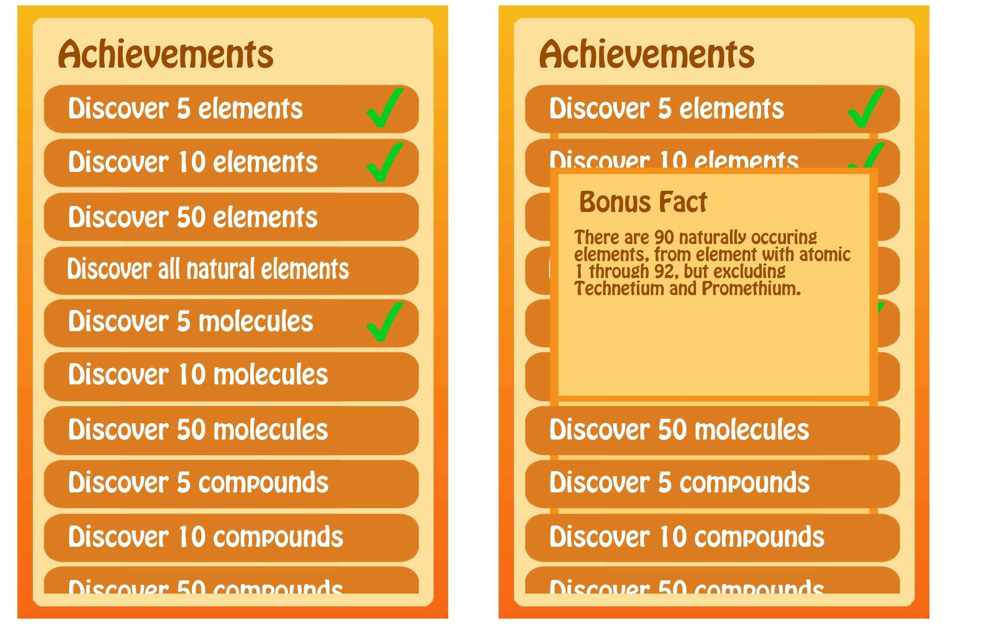 Achievements
Discover 5 elements
Discover 10 elements
Discover 50 elements
Discover all natural elements
Discover 5 molecules
Discover 10 molecules
Discover 50 molecules
Discover 5 compounds
Discover 10 compounds
Discover 50 compounds
Achievements
Discover 5 elements
Discover 10 elements
Bonus Fact
There are 90 naturally occuring
elements, from element with atomic
1 through 92, but excluding
Technetium and Promethium.
Discover 50 molecules
Discover 5 compounds
Discover 10 compounds
Discover 50 compounds